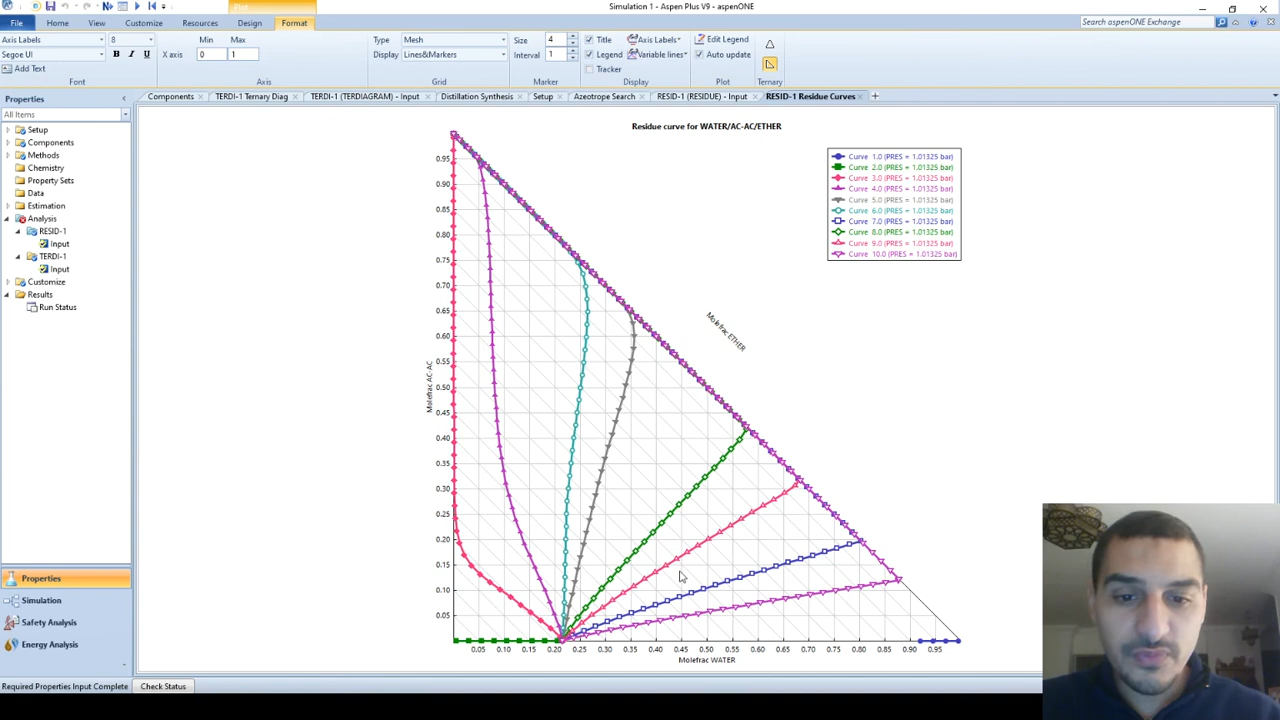 Plot
Simulation 1 - Aspen Plus V9 - aspenONE
File
Home
View
Customize
Resources
Design
Format
Search aspenONE Exchange
Axis Labels
8
Min
Max
Type
Mesh
Size
4
Title
Axis Labels
Edit Legend
Segoe UI
B
I
U
X axis
0
1
Display
Lines&Markers
Interval
1
Legend
Variable lines
Auto update
Add Text
Tracker
Font
Axis
Grid
Marker
Display
Plot
Ternary
Properties
Components
TERDI-1 Ternary Diag
TERDI-1 (TERDIAGRAM) - Input
Distillation Synthesis
Setup
Azeotrope Search
RESID-1 (RESIDUE) - Input
RESID-1 Residue Curves
All Items
Setup
Components
Methods
Chemistry
Property Sets
Data
Estimation
Analysis
RESID-1
Input
TERDI-1
Input
Customize
Results
Run Status
Properties
Simulation
Safety Analysis
Energy Analysis
Residue curve for WATER/AC-AC/ETHER
Curve 1.0 (PRES = 1.01325 bar)
Curve 2.0 (PRES = 1.01325 bar)
Curve 3.0 (PRES = 1.01325 bar)
Curve 4.0 (PRES = 1.01325 bar)
Curve 5.0 (PRES = 1.01325 bar)
Curve 6.0 (PRES = 1.01325 bar)
Curve 7.0 (PRES = 1.01325 bar)
Curve 8.0 (PRES = 1.01325 bar)
Curve 9.0 (PRES = 1.01325 bar)
Curve 10.0 (PRES = 1.01325 bar)
0.95
0.90
0.85
0.80
0.75
0.70
0.65
0.60
0.55
0.50
0.45
0.40
0.35
0.30
0.25
0.20
0.15
0.10
0.05
Molefrac AC-AC
Molefrac ETHER
0.05 0.10 0.15 0.20 0.25 0.30 0.35 0.40 0.45 0.50 0.55 0.60 0.65 0.70 0.75 0.80 0.85 0.90 0.95
Molefrac WATER
Required Properties Input Complete
Check Status